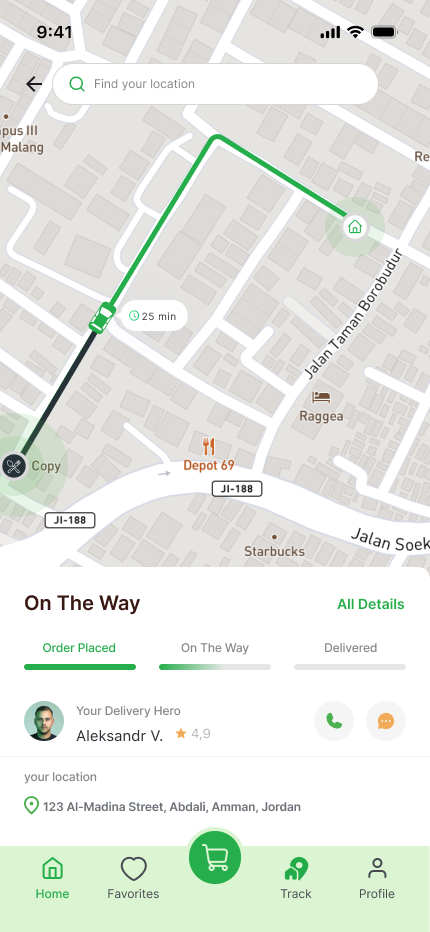 9:41
Find your location
pus III
Malang
Re
25 min
Jalan Taman Borobudur
Raggea
Copy
Depot 69
Jl-188
Jl-188
Jalan Soek
Starbucks
On The Way
All Details
Order Placed
On The Way
Delivered
Your Delivery Hero
Aleksandr V.
4,9
your location
123 Al-Madina Street, Abdali, Amman, Jordan
Home
Favorites
Track
Profile